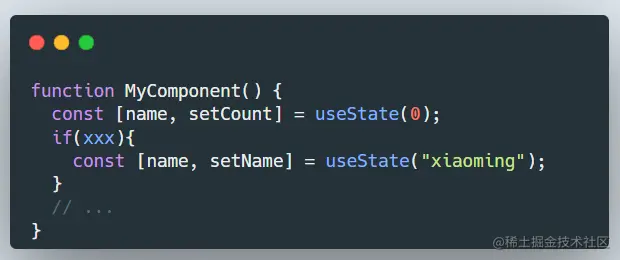 function MyComponent() {
  const [name, setCount] = useState(0);
  if(xxx){
    const [name, setName] = useState("xiaoming");
  }
  // ...
}
@稀土掘金技术社区